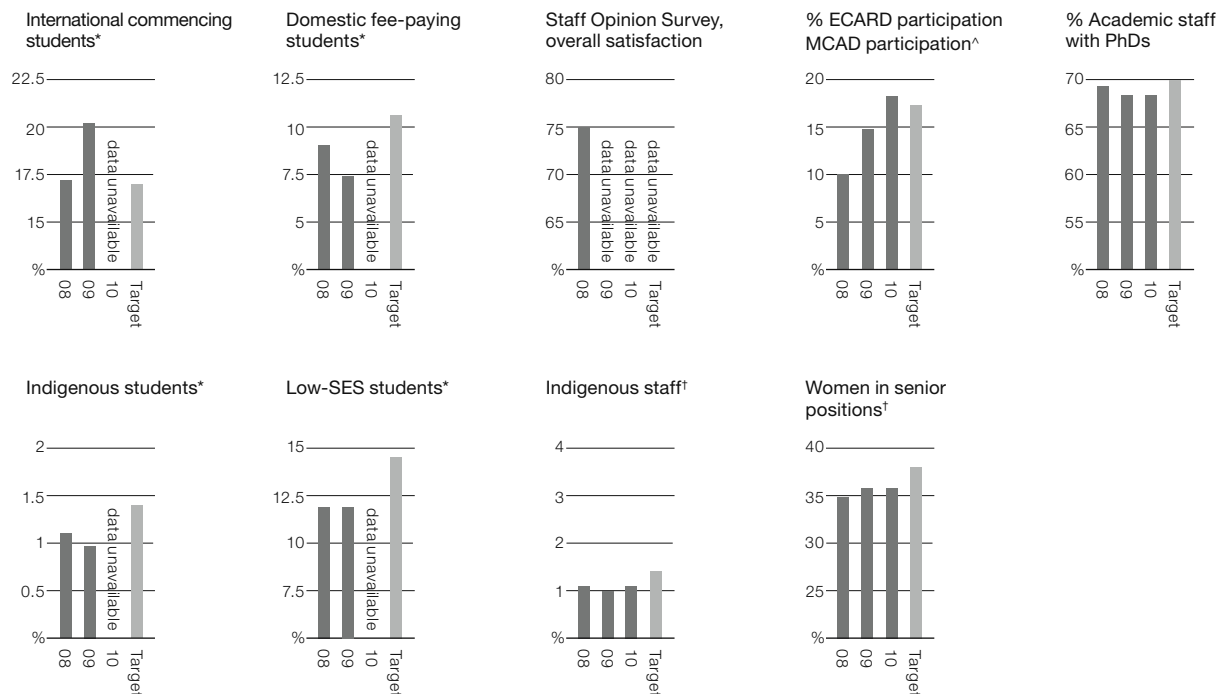 International commencing
students*
22.5
20
17.5
15
%
data unavailable
08
09
10
Target
Domestic fee-paying
students*
12.5
10
7.5
5
%
data unavailable
08
09
10
Target
Staff Opinion Survey,
overall satisfaction
80
75
70
65
%
data unavailable
data unavailable
data unavailable
08
09
10
Target
% ECARD participation
MCAD participation^
20
15
10
5
%
08
09
10
Target
% Academic staff
with PhDs
70
65
60
55
%
08
09
10
Target
Indigenous students*
2
1.5
1
0.5
%
data unavailable
08
09
10
Target
Low-SES students*
15
12.5
10
7.5
%
data unavailable
08
09
10
Target
Indigenous staff†
4
3
2
1
%
08
09
10
Target
Women in senior
positions†
40
35
30
25
%
08
09
10
Target